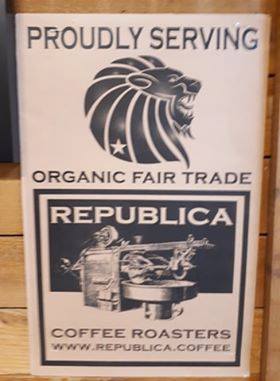 PROUDLY SERVING
ORGANIC FAIR TRADE
REPUBLICA
COFFEE ROASTERS
WWW.REPUBLICA.COFFEE